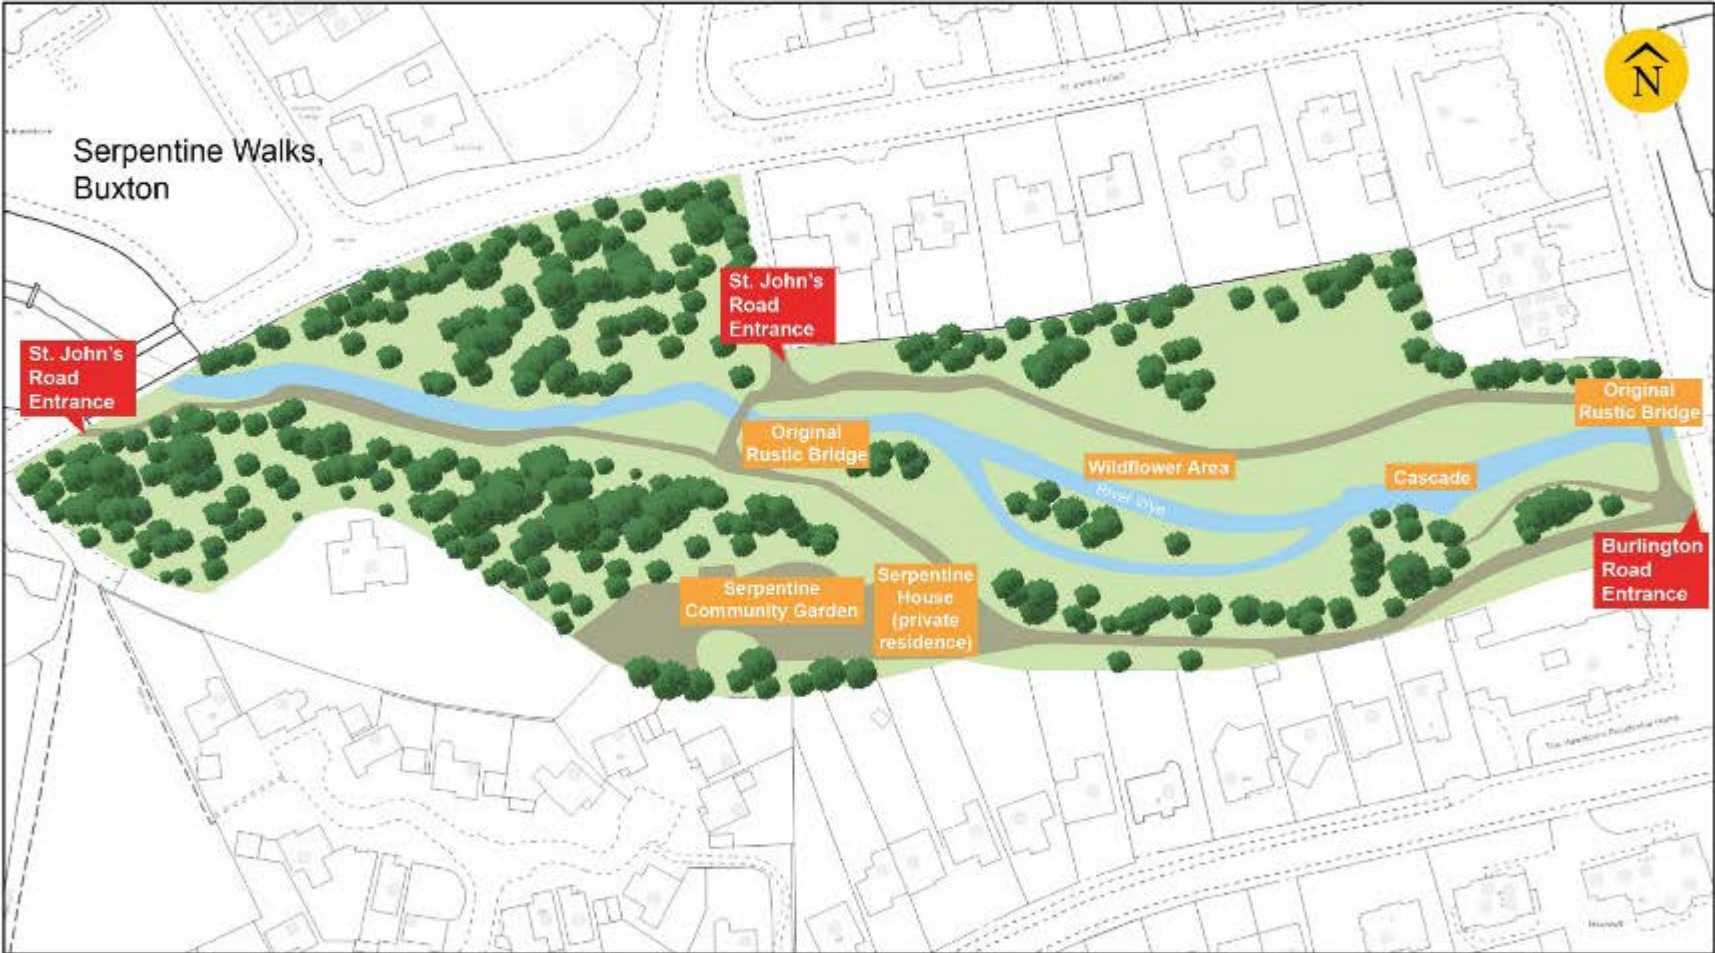 N
Serpentine Walks,
Buxton
St. John's
Road
Entrance
St. John's
Road
Entrance
Original
Rustic Bridge
Original
Rustic Bridge
Wildflower Area
Cascade
River Wye
Burlington
Road
Entrance
Serpentine
Community Garden
Serpentine
House
(private
residence)